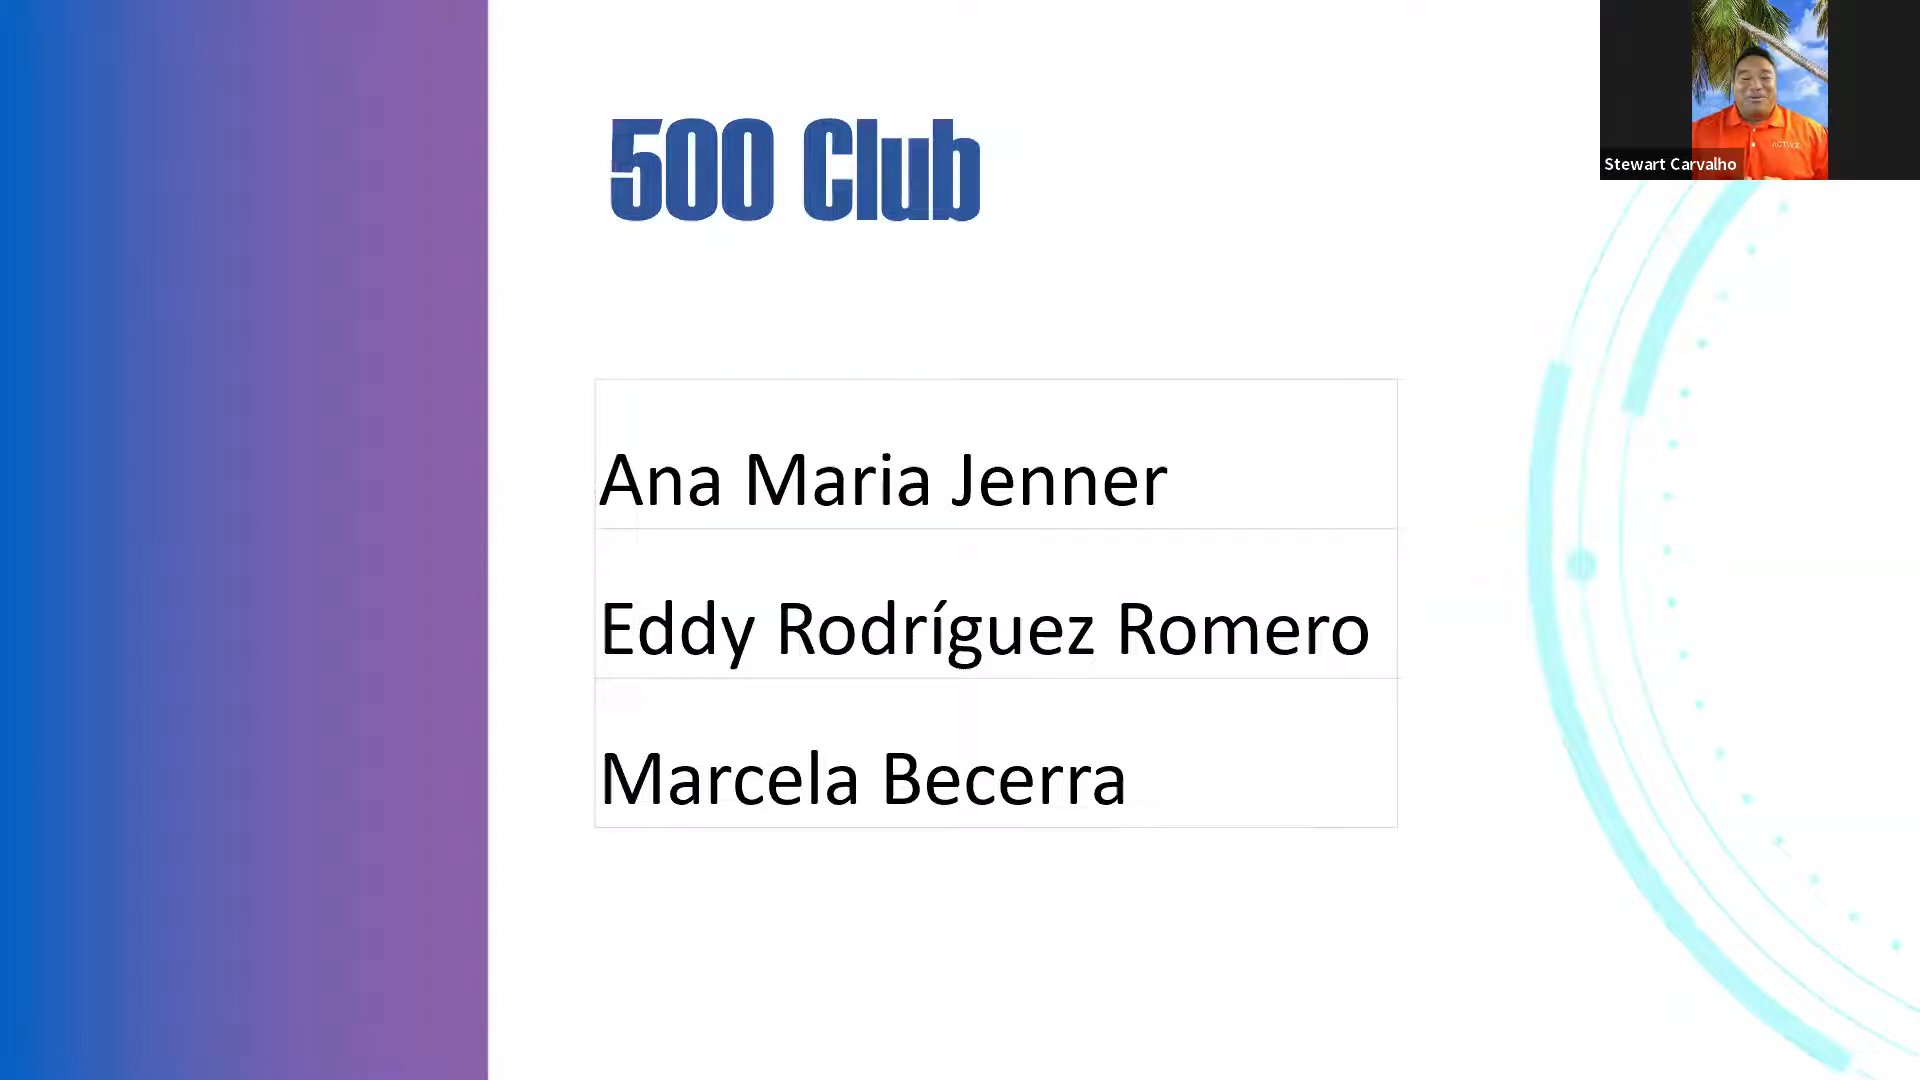 500 Club
Stewart Carvalho
Ana Maria Jenner
Eddy Rodríguez Romero
Marcela Becerra